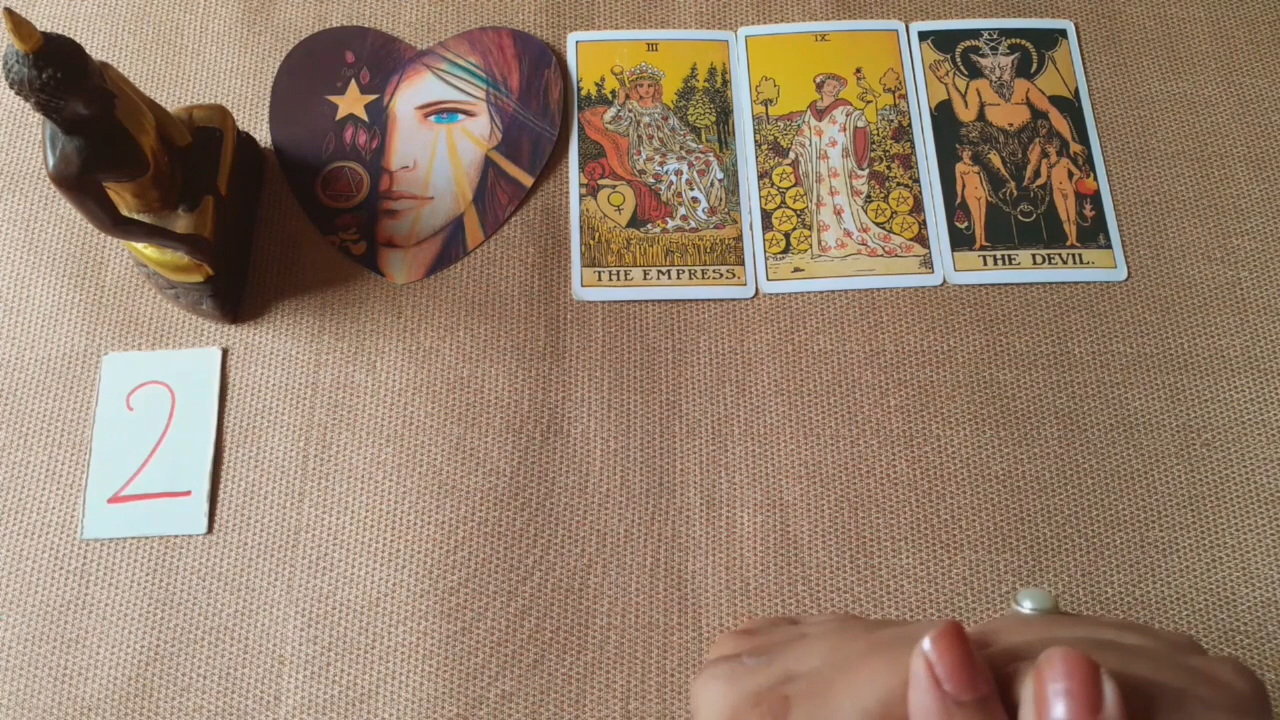 III
THE EMPRESS.
IX
XV
THE DEVIL.
2